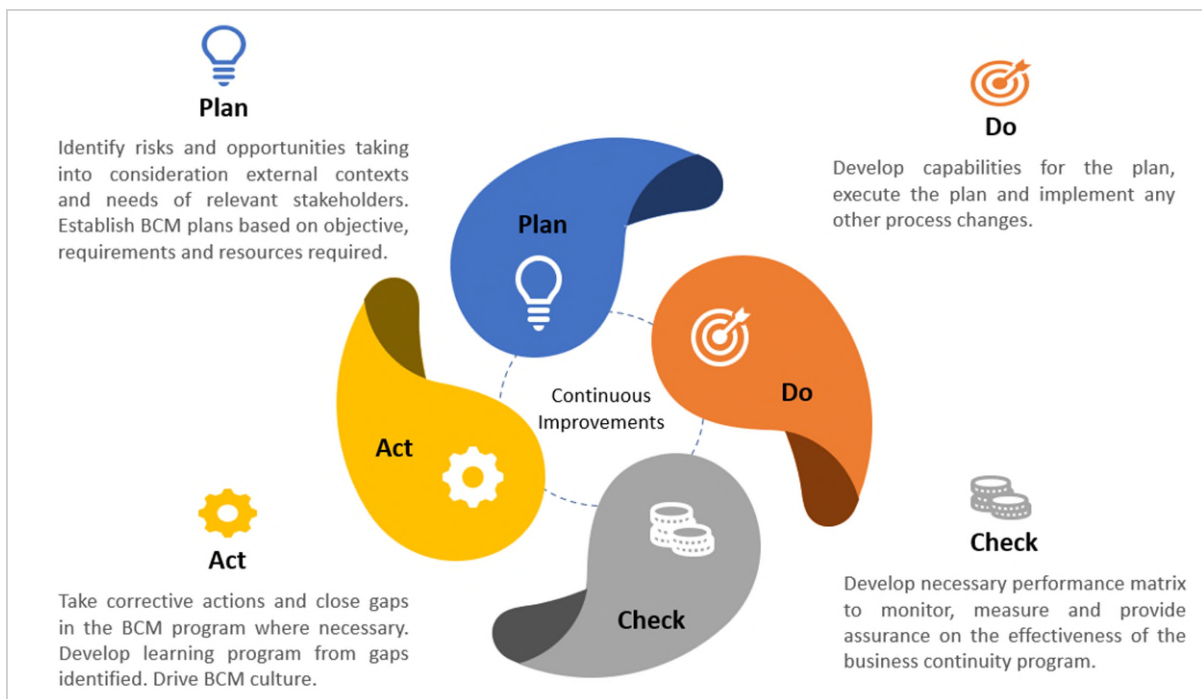 Plan
Identify risks and opportunities taking
into consideration external contexts
and needs of relevant stakeholders.
Establish BCM plans based on objective,
requirements and resources required.
Do
Develop capabilities for the plan,
execute the plan and implement any
other process changes.
Plan
Do
Continuous
Improvements
Act
Check
Act
Take corrective actions and close gaps
in the BCM program where necessary.
Develop learning program from gaps
identified. Drive BCM culture.
Check
Develop necessary performance matrix
to monitor, measure and provide
assurance on the effectiveness of the
business continuity program.